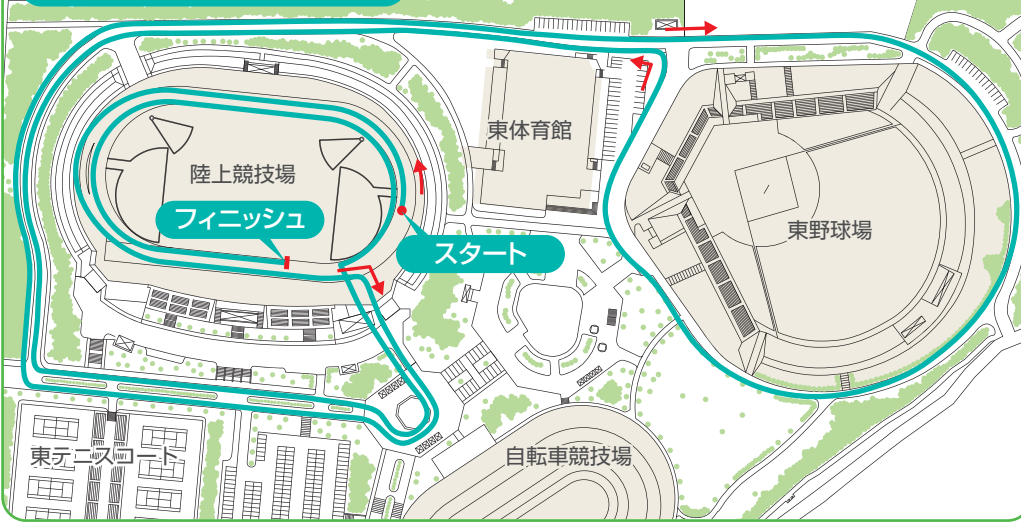 東体育館
陸上競技場
フィニッシュ
スタート
東野球場
東テニスコート
自転車競技場